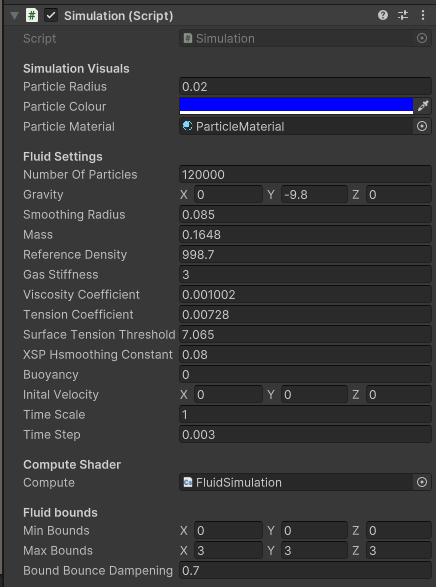 Simulation (Script)
Script Simulation
Simulation Visuals
Particle Radius 0.02
Particle Colour
Particle Material ParticleMaterial
Fluid Settings
Number Of Particles 120000
Gravity X 0 Y -9.8 Z 0
Smoothing Radius 0.085
Mass 0.1648
Reference Density 998.7
Gas Stiffness 3
Viscosity Coefficient 0.001002
Tension Coefficient 0.00728
Surface Tension Threshold 7.065
XSP Hsmoothing Constant 0.08
Buoyancy 0
Inital Velocity X 0 Y 0 Z 0
Time Scale 1
Time Step 0.003
Compute Shader
Compute FluidSimulation
Fluid bounds
Min Bounds X 0 Y 0 Z 0
Max Bounds X 3 Y 3 Z 3
Bound Bounce Dampening 0.7